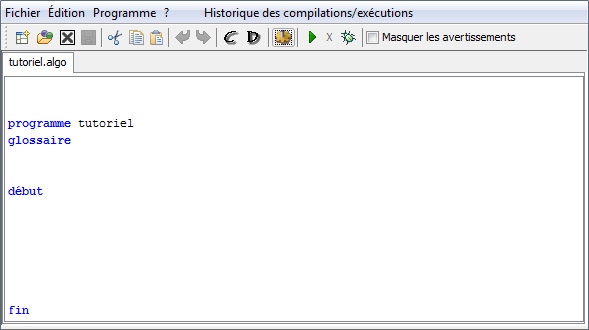 Fichier Édition Programme ? Historique des compilations/exécutions
C D X Masquer les avertissements
tutoriel.algo
programme tutoriel
glossaire
début
fin